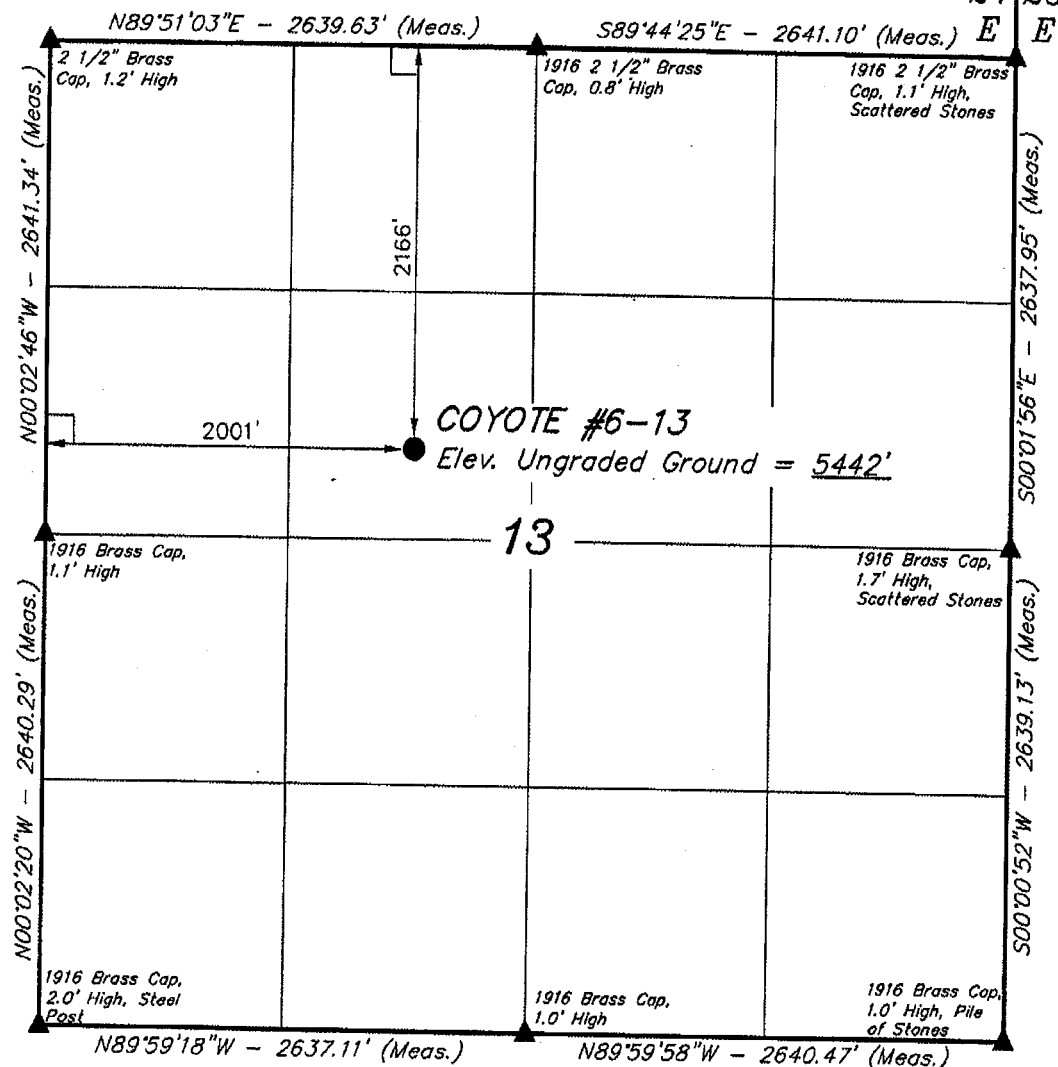 N89°51'03"E - 2639.63' (Meas.)
S89°44'25"E - 2641.10' (Meas.)
E
E
2 1/2" Brass
Cap, 1.2' High
1916 2 1/2" Brass
Cap, 0.8' High
1916 2 1/2" Brass
Cap, 1.1' High,
Scattered Stones
N00°02'46"W - 2641.34' (Meas.)
2166'
S00°01'56"E - 2637.95' (Meas.)
2001'
COYOTE #6-13
Elev. Ungraded Ground = 5442'
13
1916 Brass Cap,
1.1' High
1916 Brass Cap,
1.7' High,
Scattered Stones
N00°02'20"W - 2640.29' (Meas.)
S00°00'52"W - 2639.13' (Meas.)
1916 Brass Cap,
2.0' High, Steel
Post
1916 Brass Cap,
1.0' High
1916 Brass Cap,
1.0' High, Pile
of Stones
N89°59'18"W - 2637.11' (Meas.)
N89°59'58"W - 2640.47' (Meas.)